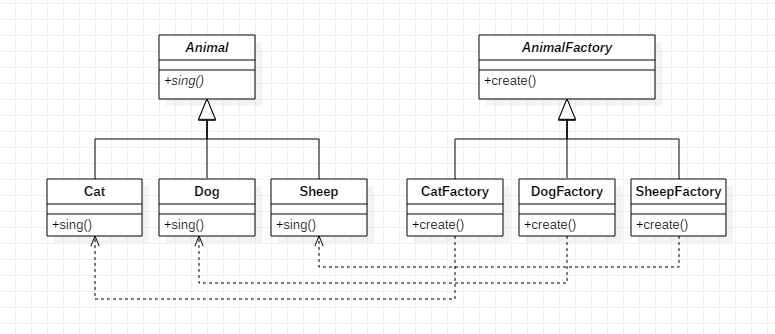 Animal
+sing()
AnimalFactory
+create()
Cat
+sing()
Dog
+sing()
Sheep
+sing()
CatFactory
+create()
DogFactory
+create()
SheepFactory
+create()